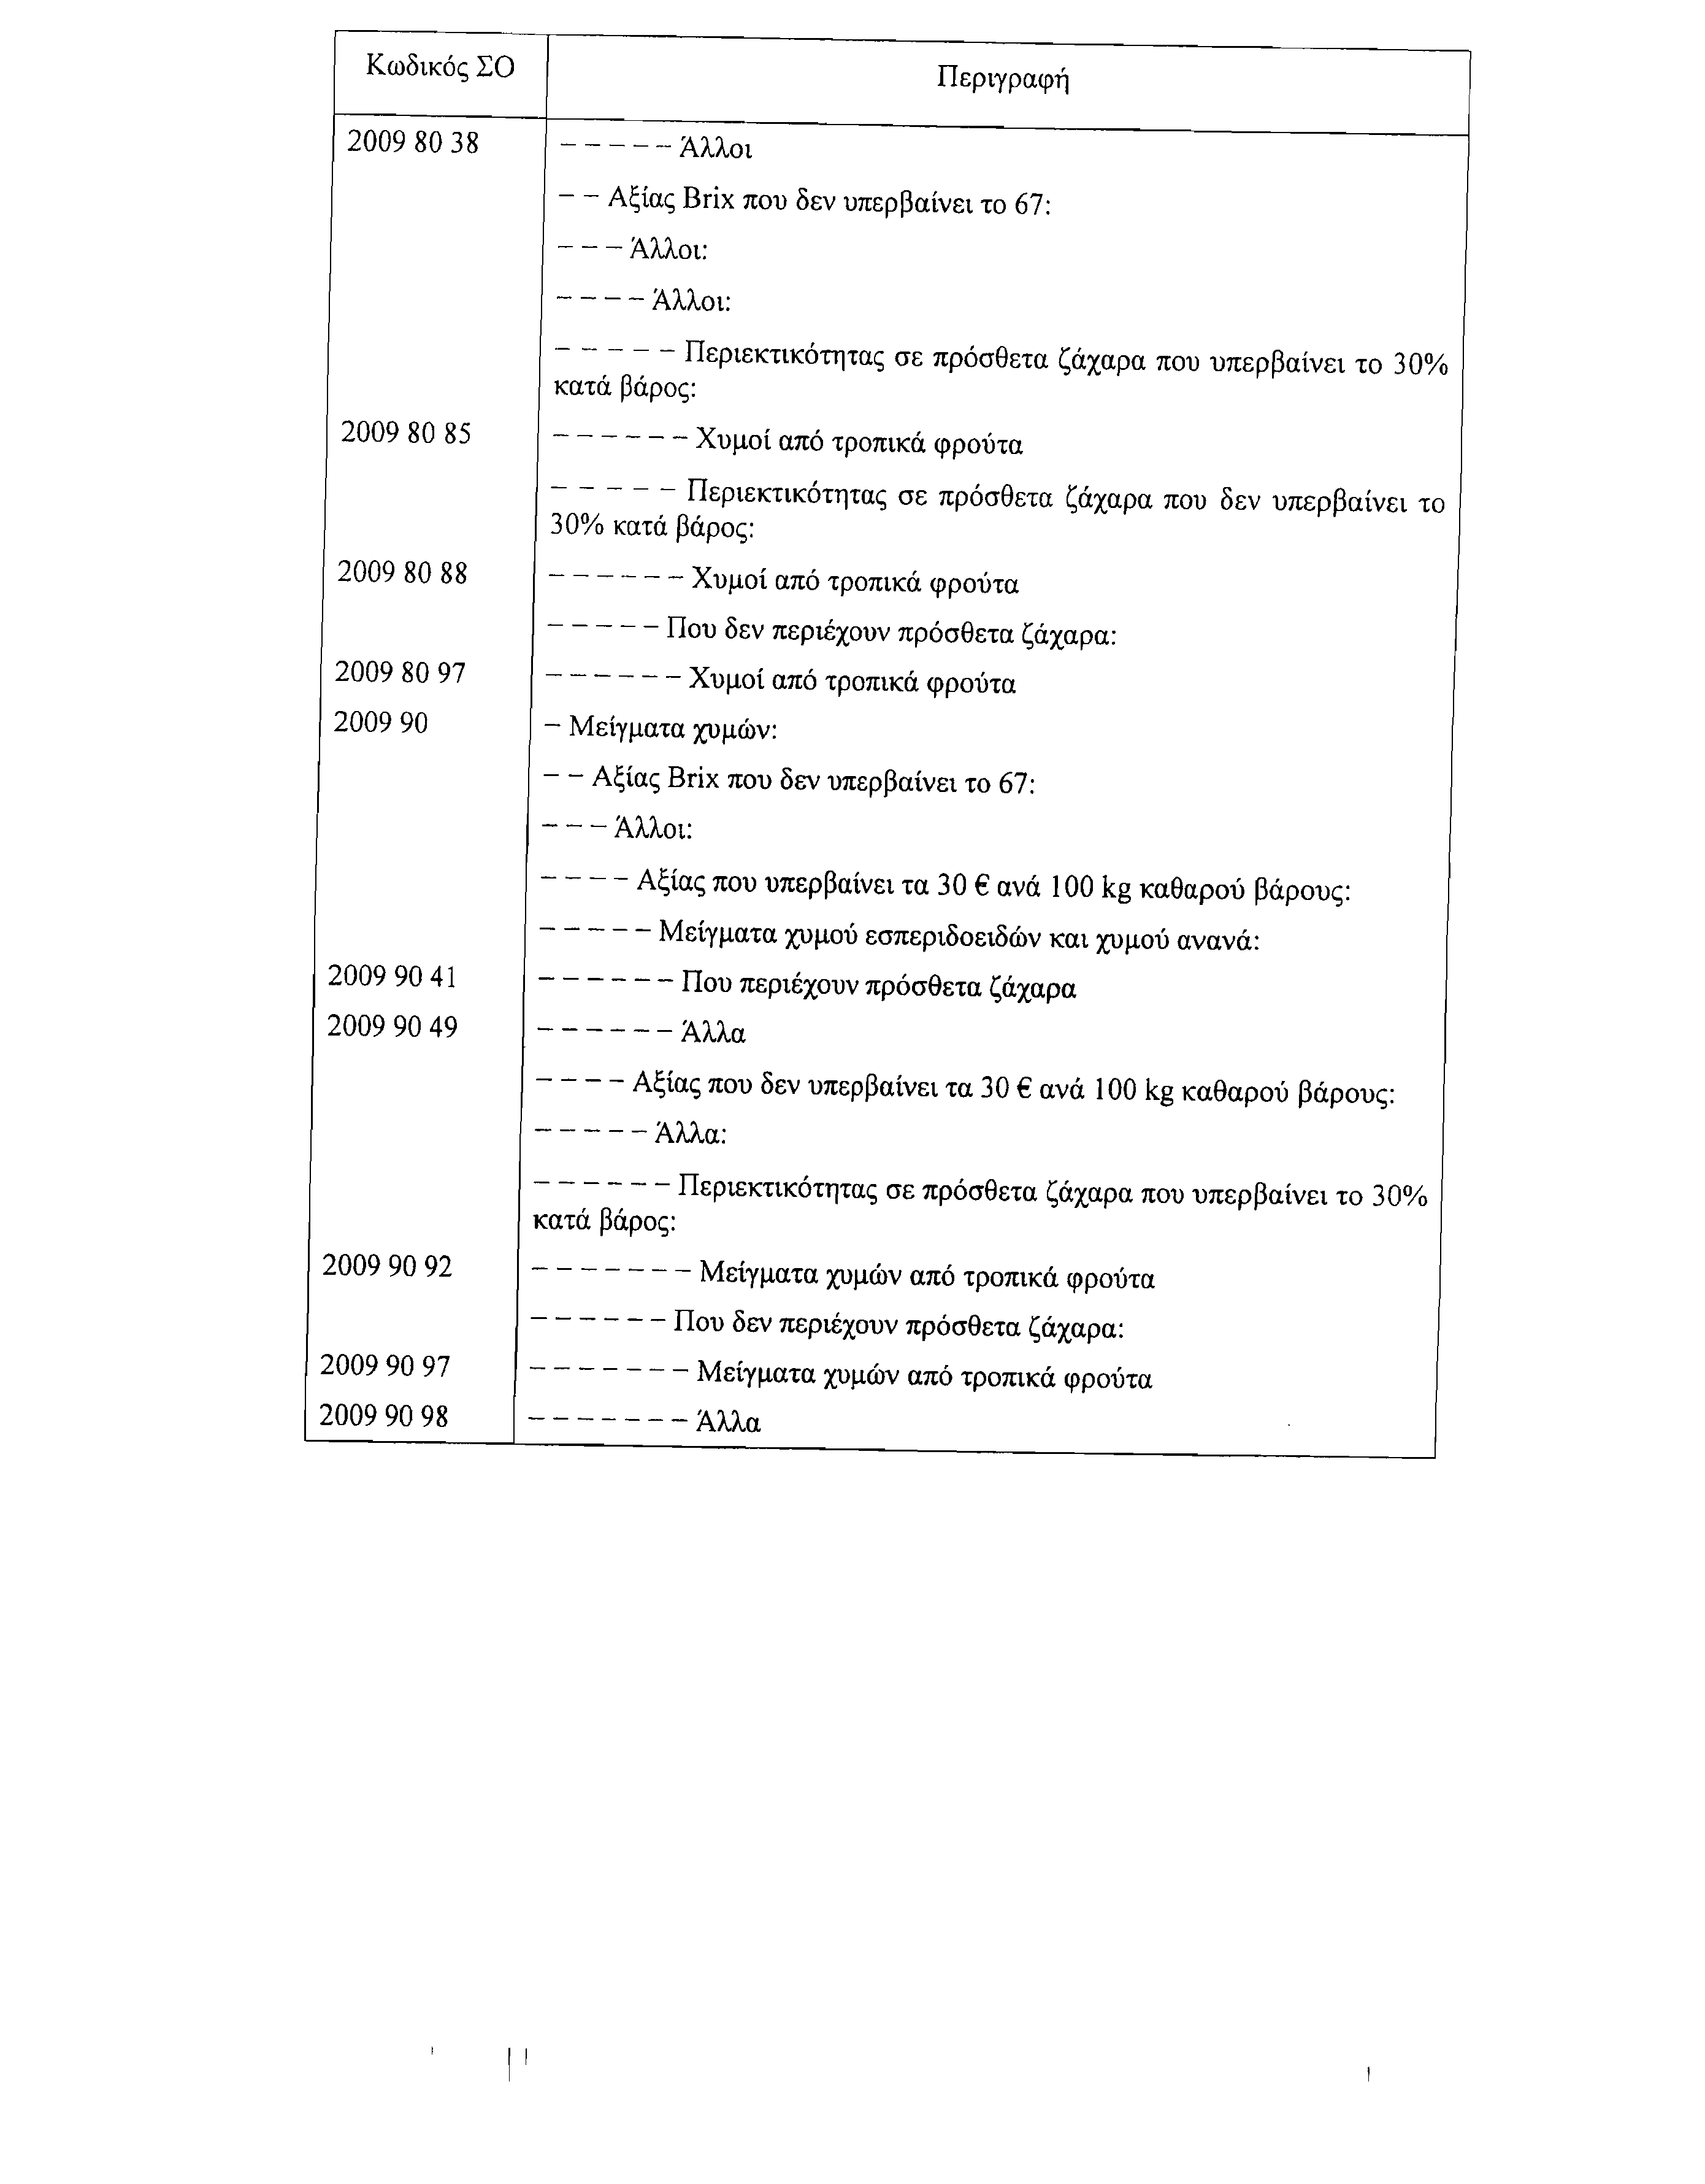 Κωδικός ΣΟ
Περιγραφή
2009 80 38
– – – – – Άλλοι
– – Αξίας Brix που δεν υπερβαίνει το 67:
– – – Άλλοι:
– – – – Άλλοι:
– – – – – Περιεκτικότητας σε πρόσθετα ζάχαρα που υπερβαίνει το 30%
κατά βάρος:
2009 80 85
– – – – – – Χυμοί από τροπικά φρούτα
– – – – – Περιεκτικότητας σε πρόσθετα ζάχαρα που δεν υπερβαίνει το
30% κατά βάρος:
2009 80 88
– – – – – – Χυμοί από τροπικά φρούτα
– – – – – Που δεν περιέχουν πρόσθετα ζάχαρα:
2009 80 97
– – – – – – Χυμοί από τροπικά φρούτα
2009 90
– Μείγματα χυμών:
– – Αξίας Brix που δεν υπερβαίνει το 67:
– – – Άλλοι:
– – – – Αξίας που υπερβαίνει τα 30 € ανά 100 kg καθαρού βάρους:
– – – – – Μείγματα χυμού εσπεριδοειδών και χυμού ανανά:
2009 90 41
– – – – – – Που περιέχουν πρόσθετα ζάχαρα
2009 90 49
– – – – – – Άλλα
– – – – Αξίας που δεν υπερβαίνει τα 30 € ανά 100 kg καθαρού βάρους:
– – – – – Άλλα:
– – – – – – Περιεκτικότητας σε πρόσθετα ζάχαρα που υπερβαίνει το 30%
κατά βάρος:
2009 90 92
– – – – – – – Μείγματα χυμών από τροπικά φρούτα
– – – – – – Που δεν περιέχουν πρόσθετα ζάχαρα:
2009 90 97
– – – – – – – Μείγματα χυμών από τροπικά φρούτα
2009 90 98
– – – – – – – Άλλα